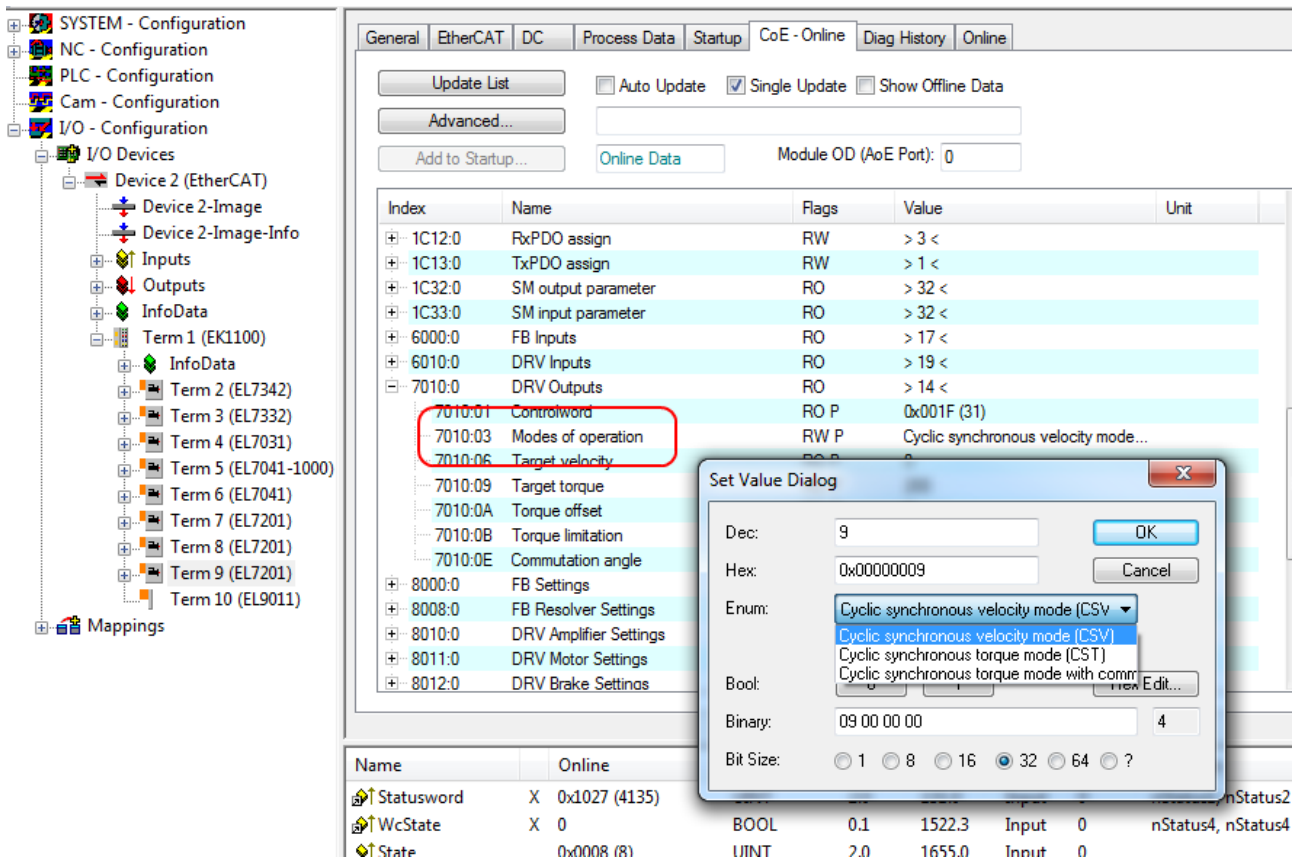 SYSTEM - Configuration
NC - Configuration
PLC - Configuration
Cam - Configuration
I/O - Configuration
I/O Devices
Device 2 (EtherCAT)
Device 2-Image
Device 2-Image-Info
Inputs
Outputs
InfoData
Term 1 (EK1100)
InfoData
Term 2 (EL7342)
Term 3 (EL7332)
Term 4 (EL7031)
Term 5 (EL7041-1000)
Term 6 (EL7041)
Term 7 (EL7201)
Term 8 (EL7201)
Term 9 (EL7201)
Term 10 (EL9011)
Mappings
General EtherCAT DC Process Data Startup CoE - Online Diag History Online
Update List Auto Update Single Update Show Offline Data
Advanced...
Add to Startup... Online Data Module OD (AoE Port): 0
Index Name Flags Value Unit
1C12:0 RxPDO assign RW > 3 <
1C13:0 TxPDO assign RW > 1 <
1C32:0 SM output parameter RO > 32 <
1C33:0 SM input parameter RO > 32 <
6000:0 FB Inputs RO > 17 <
6010:0 DRV Inputs RO > 19 <
7010:0 DRV Outputs RO > 14 <
7010:01 Controlword RO P 0x001F (31)
7010:03 Modes of operation RW P Cyclic synchronous velocity mode...
7010:06 Target velocity RO P
7010:09 Target torque
7010:0A Torque offset
7010:0B Torque limitation
7010:0E Commutation angle
8000:0 FB Settings
8008:0 FB Resolver Settings
8010:0 DRV Amplifier Settings
8011:0 DRV Motor Settings
8012:0 DRV Brake Settings
Set Value Dialog
Dec: 9 OK
Hex: 0x00000009 Cancel
Enum: Cyclic synchronous velocity mode (CSV
Cyclic synchronous velocity mode (CSV)
Cyclic synchronous torque mode (CST)
Cyclic synchronous torque mode with comm
Bool: Hex Edit...
Binary: 09 00 00 00 4
Bit Size: 1 8 16 32 64 ?
Name Online
Statusword X 0x1027 (4135) Input nStatus2
WcState X 0 BOOL 0.1 1522.3 Input 0 nStatus4, nStatus4
State 0x0008 (8) UINT 2.0 1655.0 Input 0